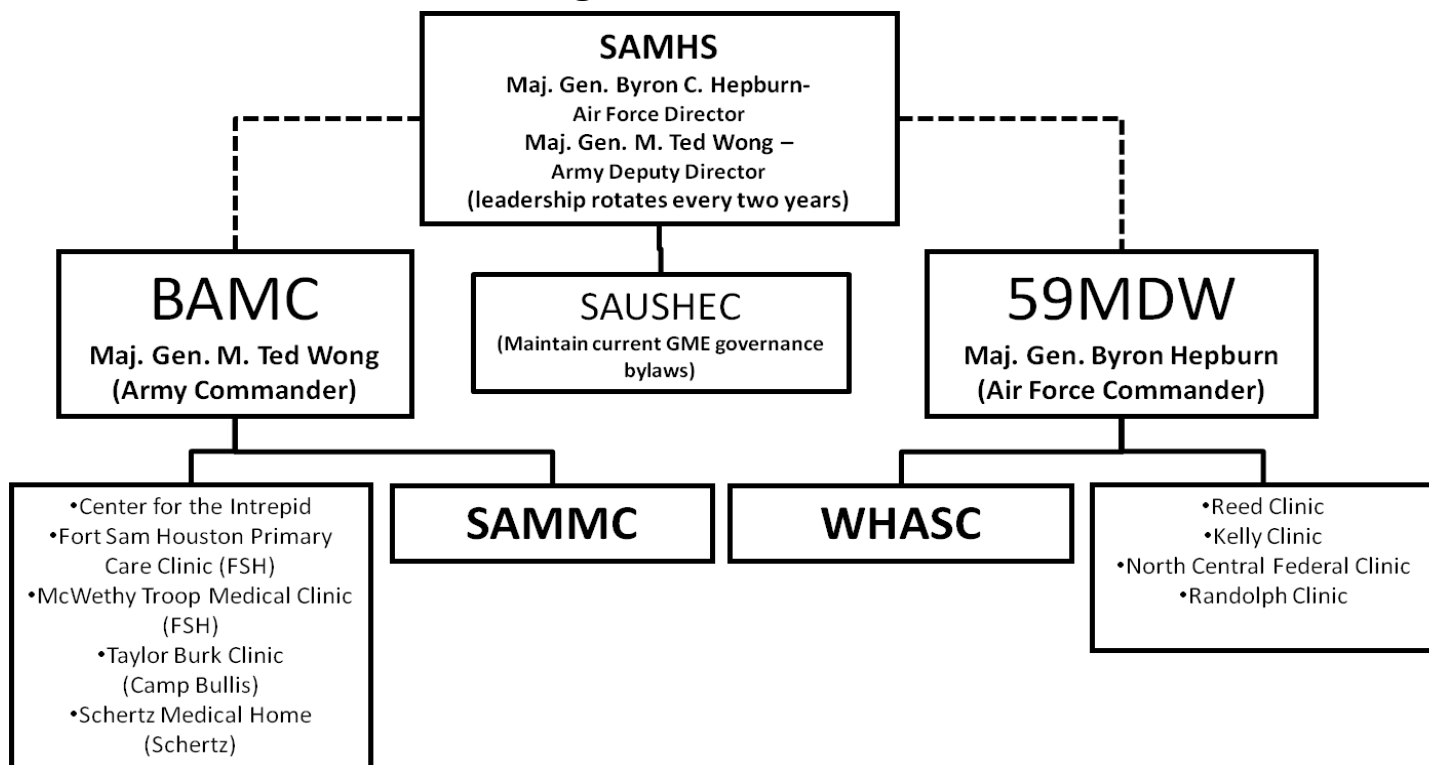 SAMHS
Maj. Gen. Byron C. Hepburn-
Air Force Director
Maj. Gen. M. Ted Wong –
Army Deputy Director
(leadership rotates every two years)
BAMC
Maj. Gen. M. Ted Wong
(Army Commander)
SAUSHEC
(Maintain current GME governance
bylaws)
59MDW
Maj. Gen. Byron Hepburn
(Air Force Commander)
•Center for the Intrepid
•Fort Sam Houston Primary
Care Clinic (FSH)
•McWethy Troop Medical Clinic
(FSH)
•Taylor Burk Clinic
(Camp Bullis)
•Schertz Medical Home
(Schertz)
SAMMC
WHASC
•Reed Clinic
•Kelly Clinic
•North Central Federal Clinic
•Randolph Clinic